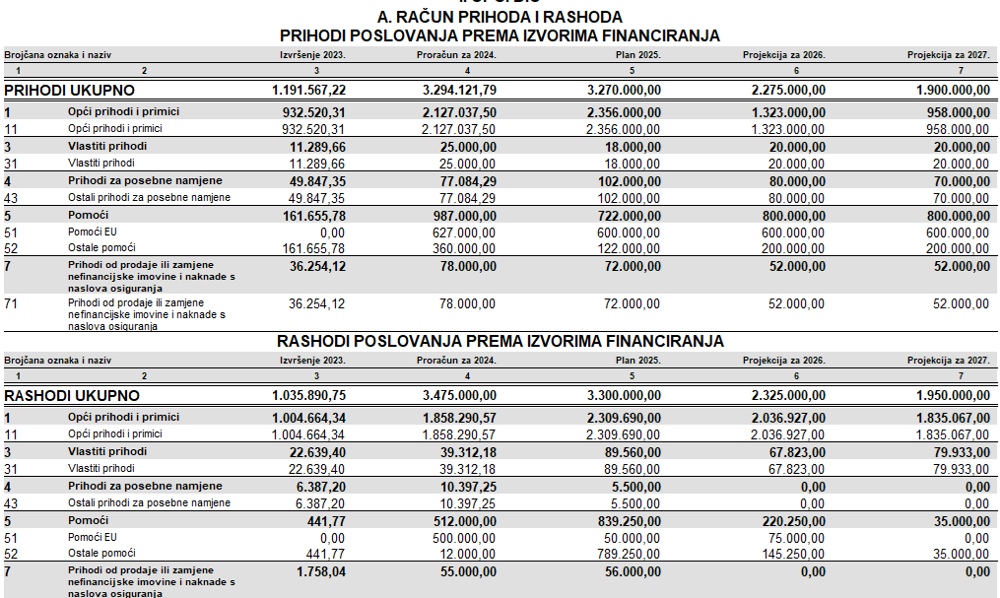 A. RAČUN PRIHODA I RASHODA
PRIHODI POSLOVANJA PREMA IZVORIMA FINANCIRANJA
Brojčana oznaka i naziv Izvršenje 2023. Proračun za 2024. Plan 2025. Projekcija za 2026. Projekcija za 2027.
1 2 3 4 5 6 7
PRIHODI UKUPNO 1.191.567,22 3.294.121,79 3.270.000,00 2.275.000,00 1.900.000,00
1 Opći prihodi i primici 932.520,31 2.127.037,50 2.356.000,00 1.323.000,00 958.000,00
11 Opći prihodi i primici 932.520,31 2.127.037,50 2.356.000,00 1.323.000,00 958.000,00
3 Vlastiti prihodi 11.289,66 25.000,00 18.000,00 20.000,00 20.000,00
31 Vlastiti prihodi 11.289,66 25.000,00 18.000,00 20.000,00 20.000,00
4 Prihodi za posebne namjene 49.847,35 77.084,29 102.000,00 80.000,00 70.000,00
43 Ostali prihodi za posebne namjene 49.847,35 77.084,29 102.000,00 80.000,00 70.000,00
5 Pomoći 161.655,78 987.000,00 722.000,00 800.000,00 800.000,00
51 Pomoći EU 0,00 627.000,00 600.000,00 600.000,00 600.000,00
52 Ostale pomoći 161.655,78 360.000,00 122.000,00 200.000,00 200.000,00
7 Prihodi od prodaje ili zamjene 36.254,12 78.000,00 72.000,00 52.000,00 52.000,00
nefinancijske imovine i naknade s
naslova osiguranja
71 Prihodi od prodaje ili zamjene 36.254,12 78.000,00 72.000,00 52.000,00 52.000,00
nefinancijske imovine i naknade s
naslova osiguranja
RASHODI POSLOVANJA PREMA IZVORIMA FINANCIRANJA
Brojčana oznaka i naziv Izvršenje 2023. Proračun za 2024. Plan 2025. Projekcija za 2026. Projekcija za 2027.
1 2 3 4 5 6 7
RASHODI UKUPNO 1.035.890,75 3.475.000,00 3.300.000,00 2.325.000,00 1.950.000,00
1 Opći prihodi i primici 1.004.664,34 1.858.290,57 2.309.690,00 2.036.927,00 1.835.067,00
11 Opći prihodi i primici 1.004.664,34 1.858.290,57 2.309.690,00 2.036.927,00 1.835.067,00
3 Vlastiti prihodi 22.639,40 39.312,18 89.560,00 67.823,00 79.933,00
31 Vlastiti prihodi 22.639,40 39.312,18 89.560,00 67.823,00 79.933,00
4 Prihodi za posebne namjene 6.387,20 10.397,25 5.500,00 0,00 0,00
43 Ostali prihodi za posebne namjene 6.387,20 10.397,25 5.500,00 0,00 0,00
5 Pomoći 441,77 512.000,00 839.250,00 220.250,00 35.000,00
51 Pomoći EU 0,00 500.000,00 50.000,00 75.000,00 0,00
52 Ostale pomoći 441,77 12.000,00 789.250,00 145.250,00 35.000,00
7 Prihodi od prodaje ili zamjene 1.758,04 55.000,00 56.000,00 0,00 0,00
nefinancijske imovine i naknade s
naslova osiguranja